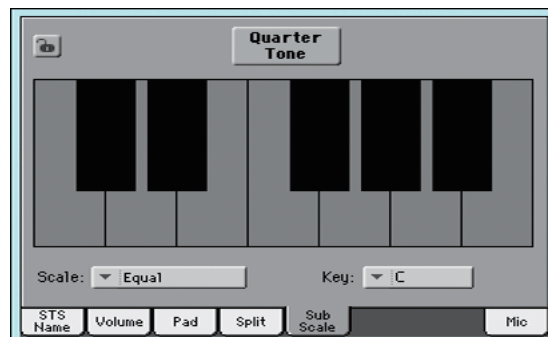 Quarter
Tone
Scale: Equal Key: C
STS
Name Volume Pad Split Sub
Scale Mic